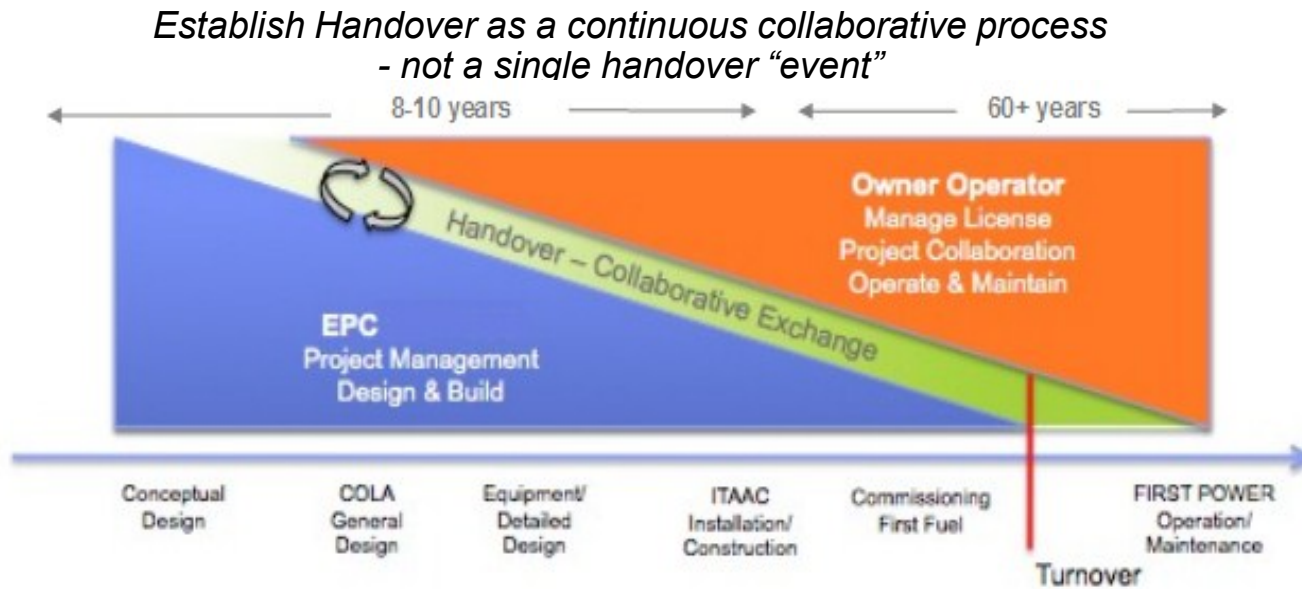 Establish Handover as a continuous collaborative process
- not a single handover “event”
8-10 years
60+ years
Owner Operator
Manage License
Project Collaboration
Operate & Maintain
Handover – Collaborative Exchange
EPC
Project Management
Design & Build
Conceptual
Design
COLA
General
Design
Equipment/
Detailed
Design
ITAAC
Installation/
Construction
Commissioning
First Fuel
FIRST POWER
Operation/
Maintenance
Turnover